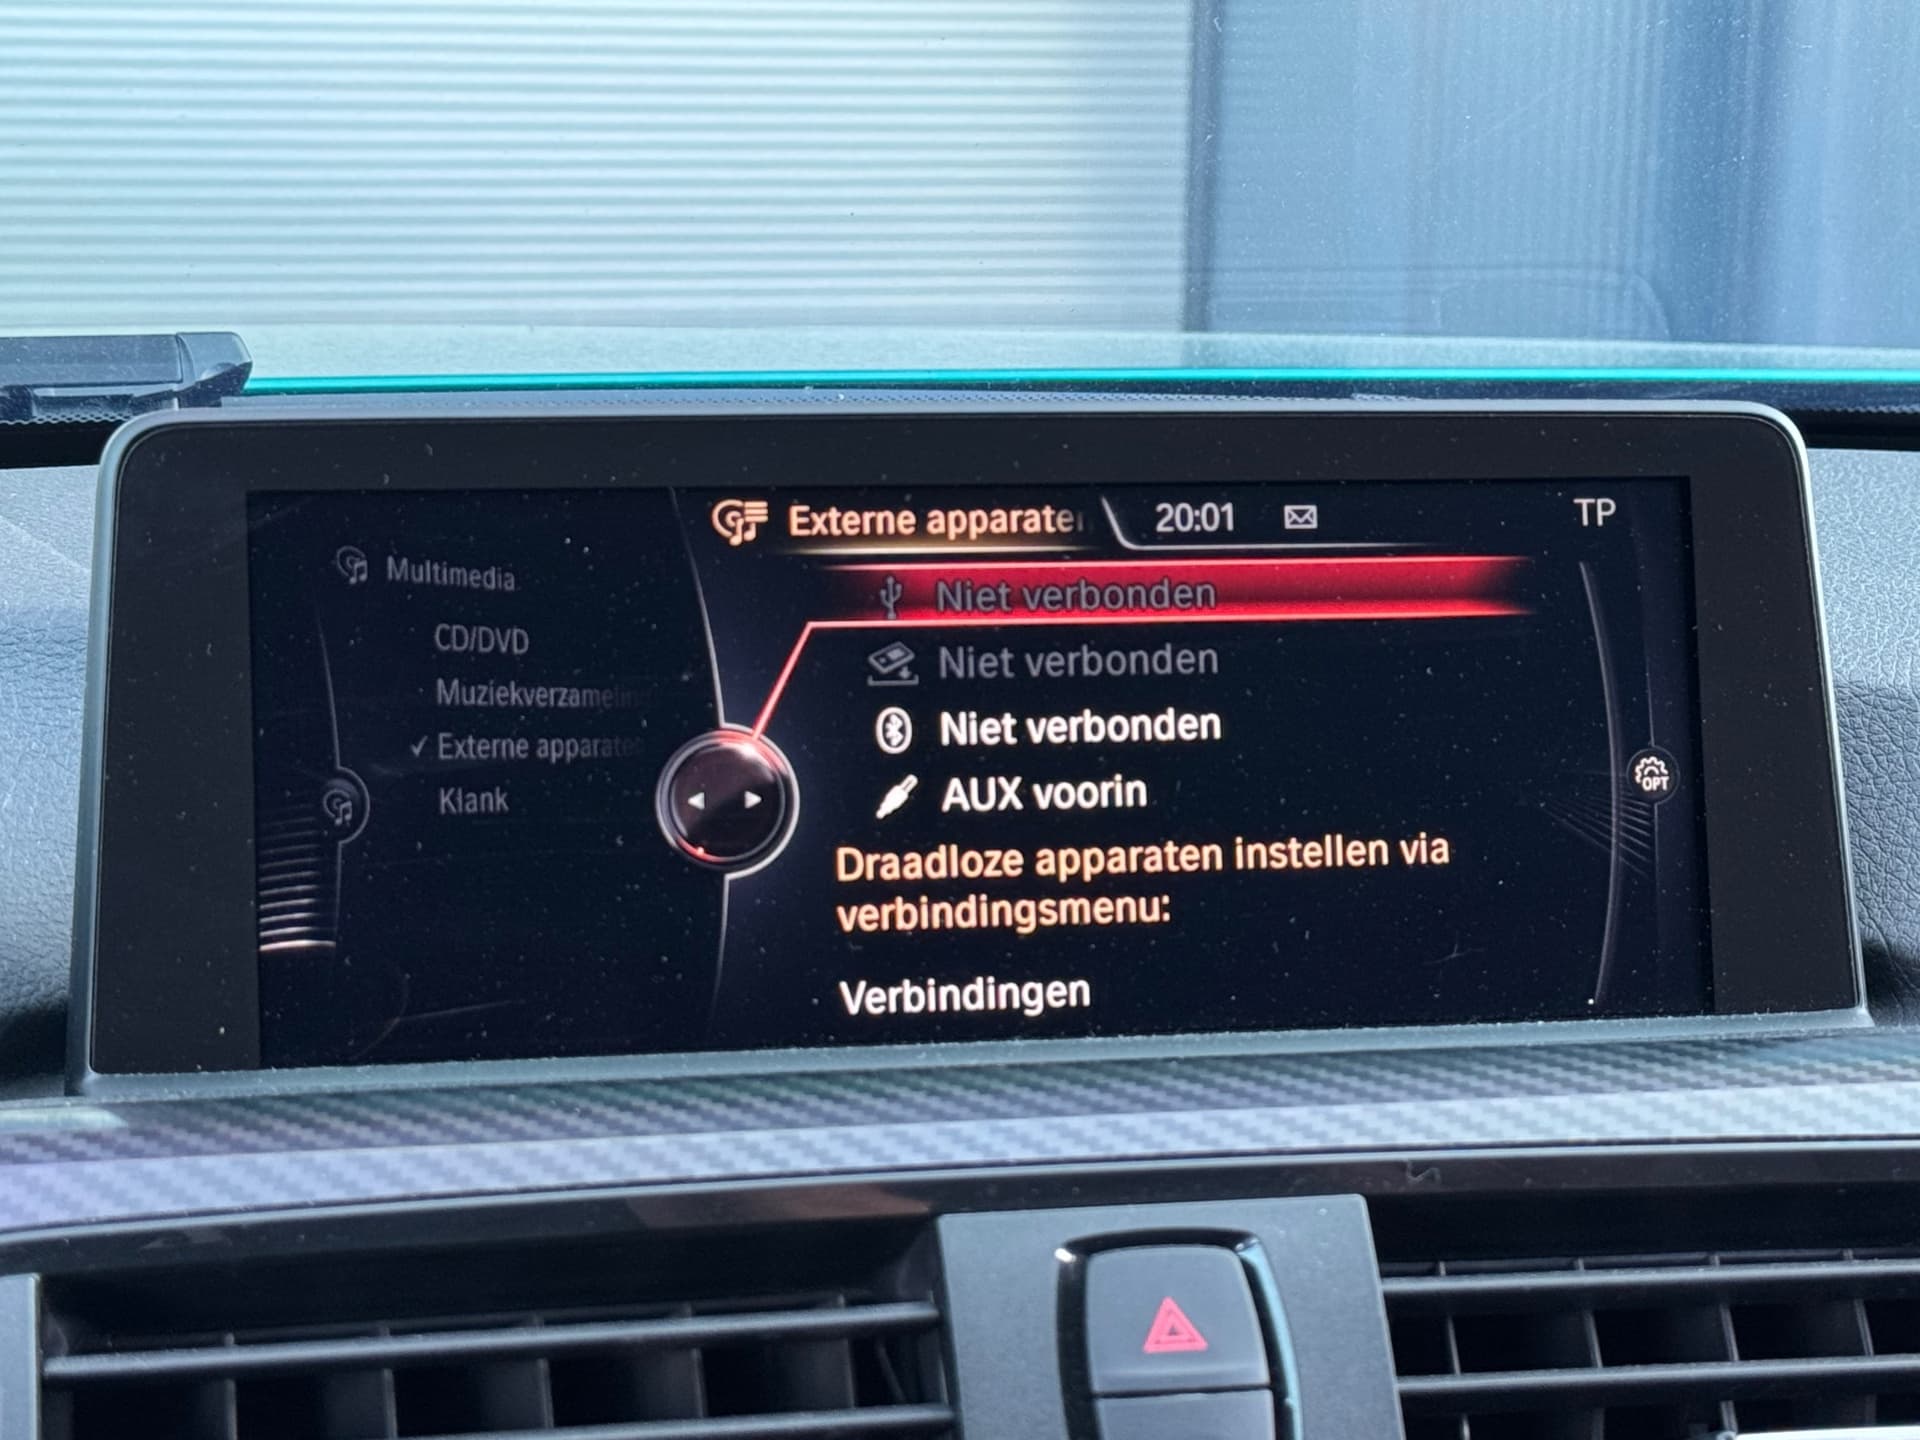 Externe apparaten
20:01
TP
Multimedia
CD/DVD
Muziekverzameling
✓ Externe apparaten
Klank
Niet verbonden
Niet verbonden
Niet verbonden
AUX voorin
Draadloze apparaten instellen via
verbindingsmenu:
Verbindingen
OPT